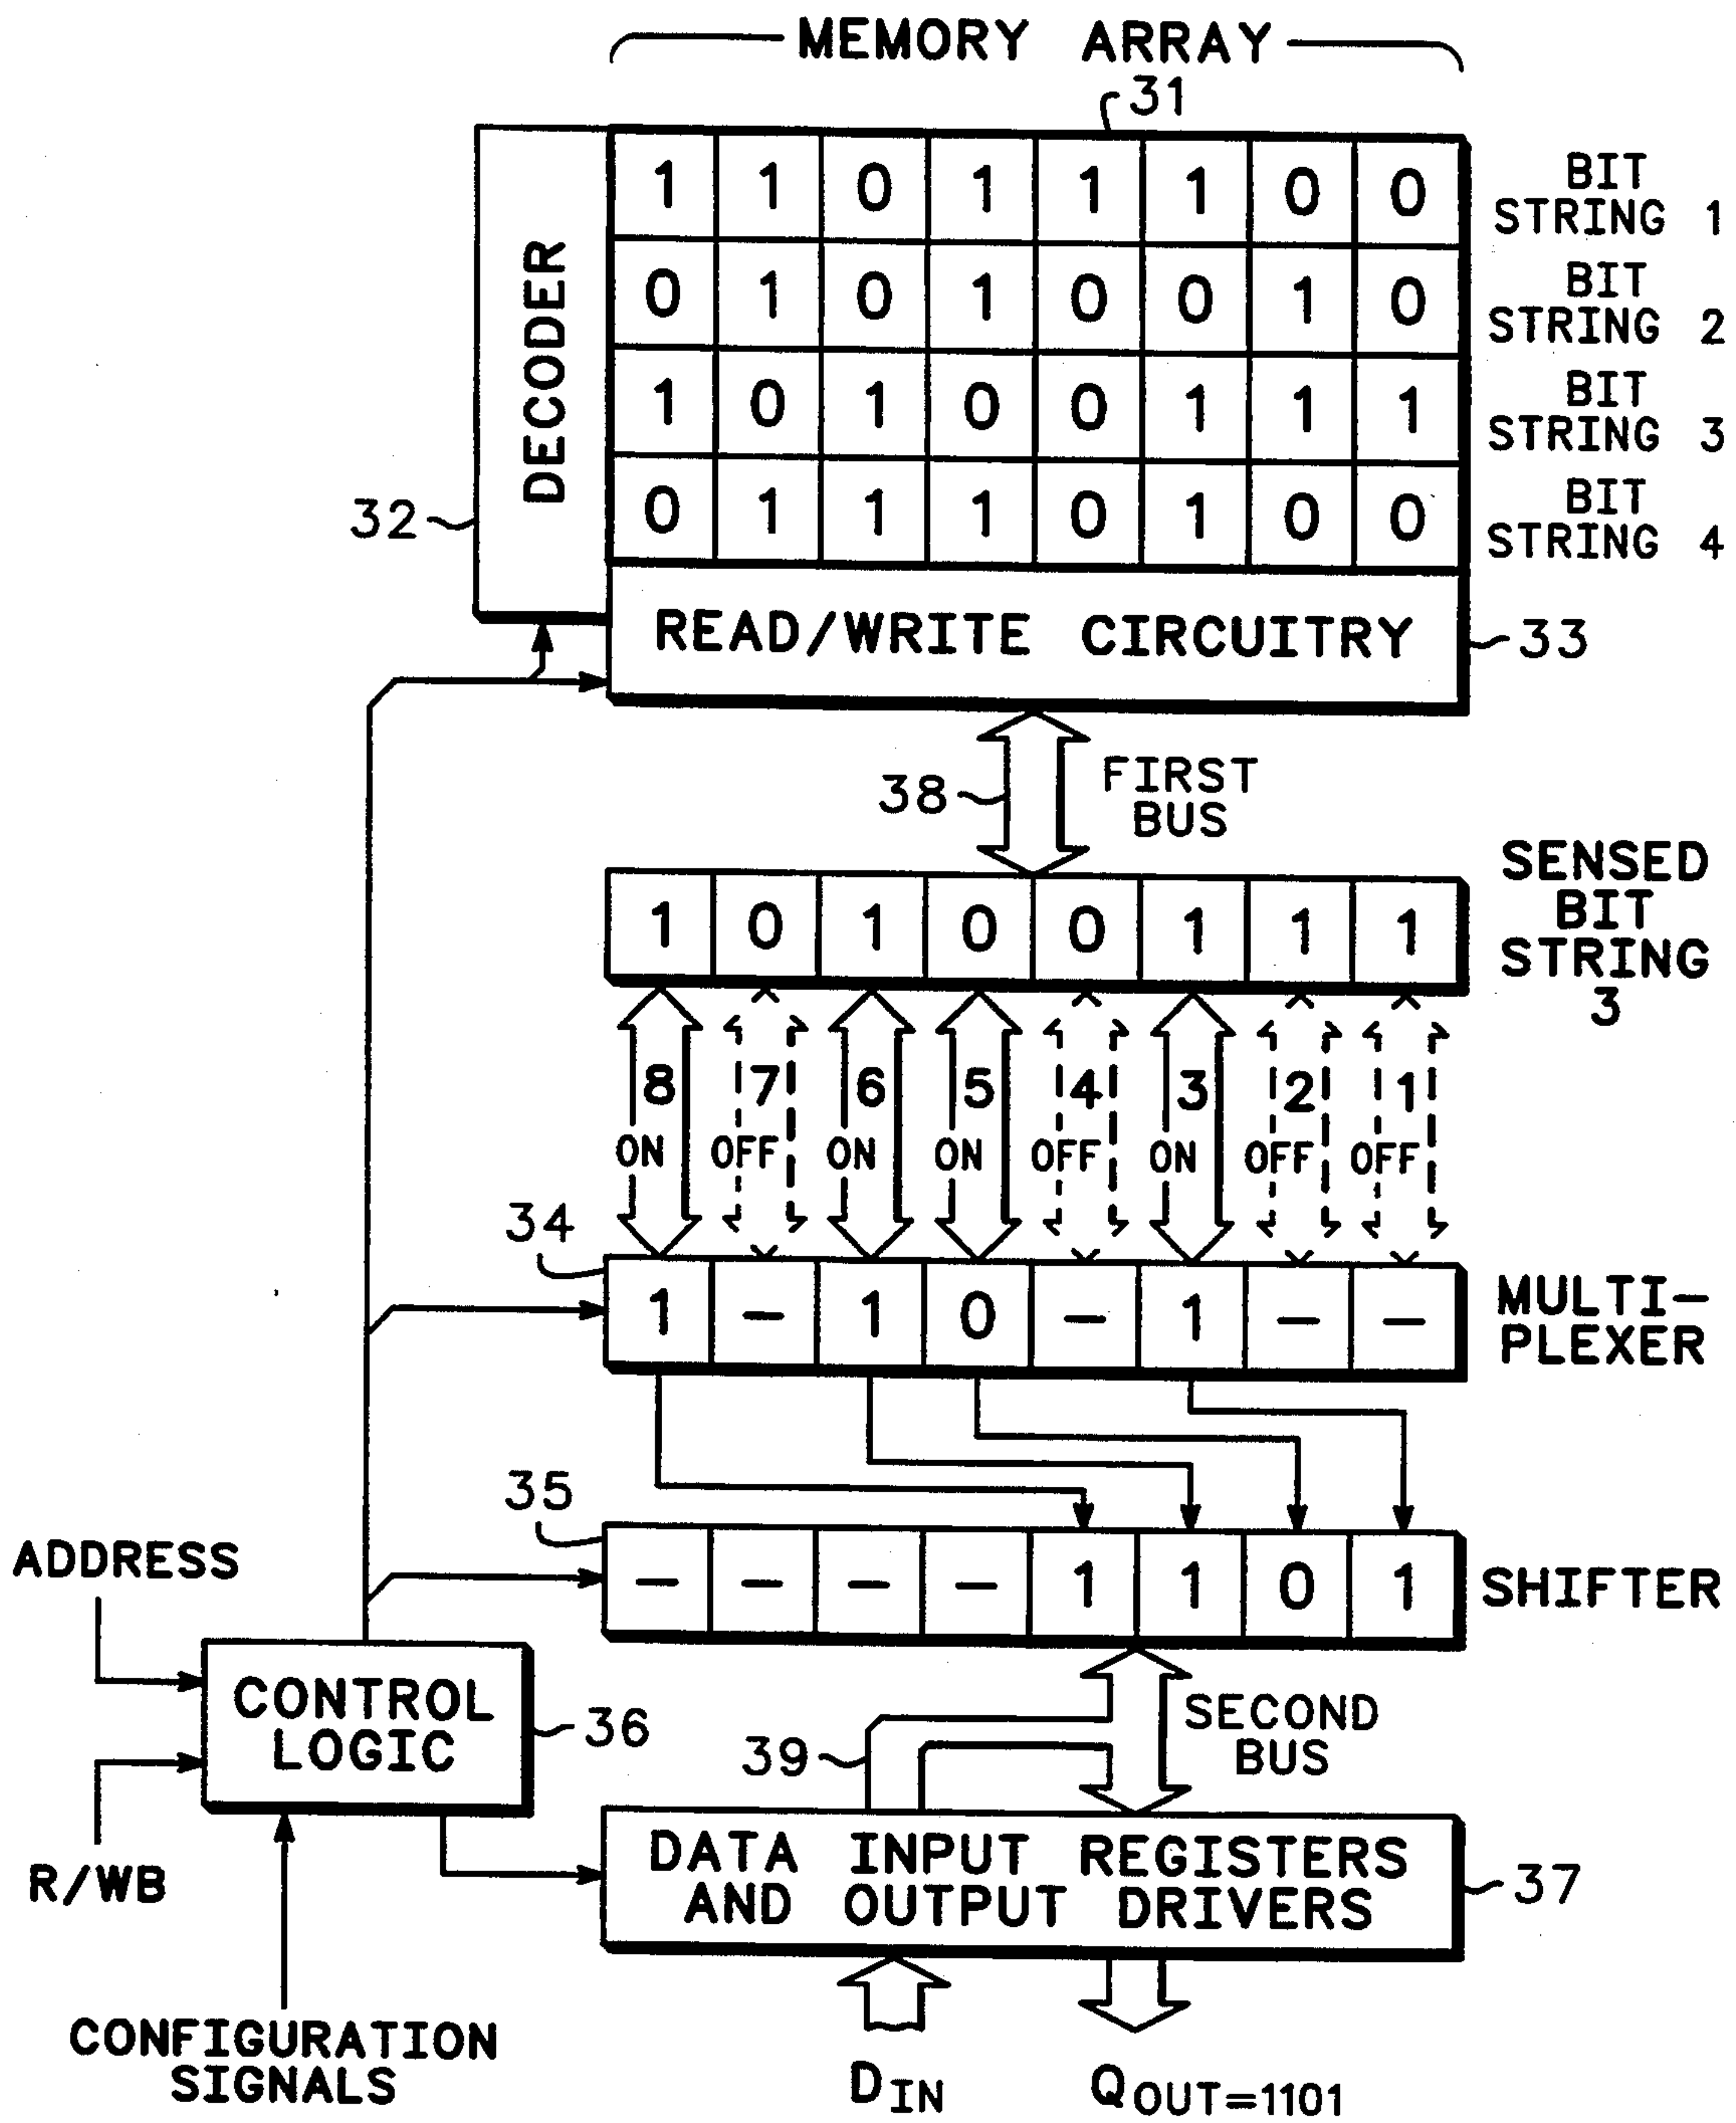 MEMORY ARRAY
31
1 1 0 1 1 1 0 0
BIT
STRING 1
0 1 0 1 0 0 1 0
BIT
STRING 2
1 0 1 0 0 1 1 1
BIT
STRING 3
0 1 1 1 0 1 0 0
BIT
STRING 4
DECODER
32
READ/WRITE CIRCUITRY
33
38
FIRST
BUS
1 0 1 0 0 1 1 1
SENSED
BIT
STRING
3
8 7 6 5 4 3 2 1
ON OFF ON ON OFF ON OFF OFF
34
1 – 1 0 – 1 – –
MULTI–
PLEXER
35
– – – – 1 1 0 1
SHIFTER
ADDRESS
CONTROL
LOGIC
36
R/WB
CONFIGURATION
SIGNALS
39
SECOND
BUS
DATA INPUT REGISTERS
AND OUTPUT DRIVERS
37
DIN
QOUT=1101